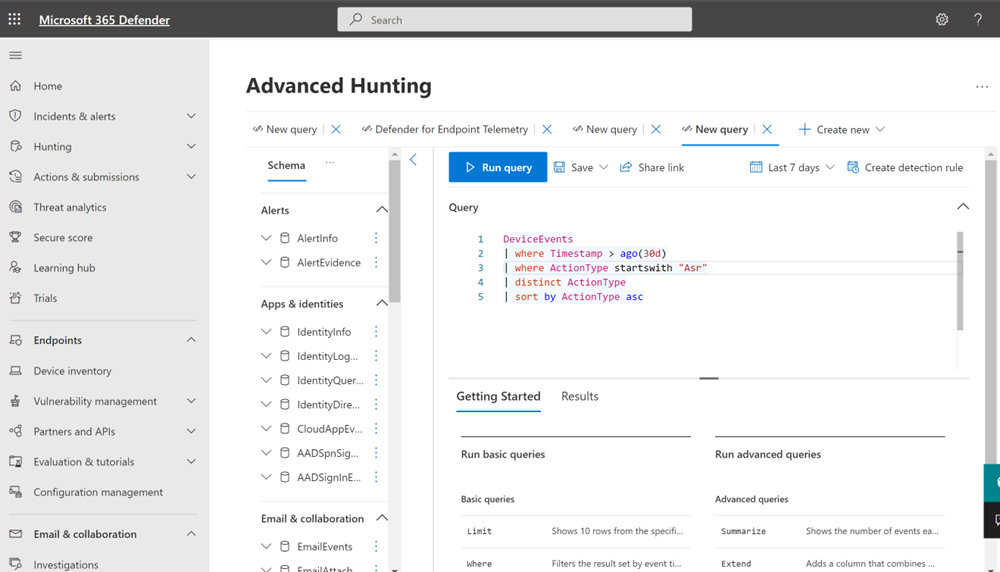 Microsoft 365 Defender
Search
?
Home
Incidents & alerts
Hunting
Actions & submissions
Threat analytics
Secure score
Learning hub
Trials
Endpoints
Device inventory
Vulnerability management
Partners and APIs
Evaluation & tutorials
Configuration management
Email & collaboration
Investigations
Advanced Hunting
...
New query
Defender for Endpoint Telemetry
New query
New query
Create new
Schema
...
Alerts
AlertInfo
AlertEvidence
Apps & identities
IdentityInfo
IdentityLog...
IdentityQuer...
IdentityDire...
CloudAppEv...
AADSpnSig...
AADSignInE...
Email & collaboration
EmailEvents
EmailAttach
Run query
Save
Share link
Last 7 days
Create detection rule
Query
1 DeviceEvents
2 | where Timestamp > ago(30d)
3 | where ActionType startswith "Asr"
4 | distinct ActionType
5 | sort by ActionType asc
Getting Started
Results
Run basic queries
Basic queries
Limit Shows 10 rows from the specifi...
Where Filters the result set by event ti...
Run advanced queries
Advanced queries
Summarize Shows the number of events ea...
Extend Adds a column that combines ...